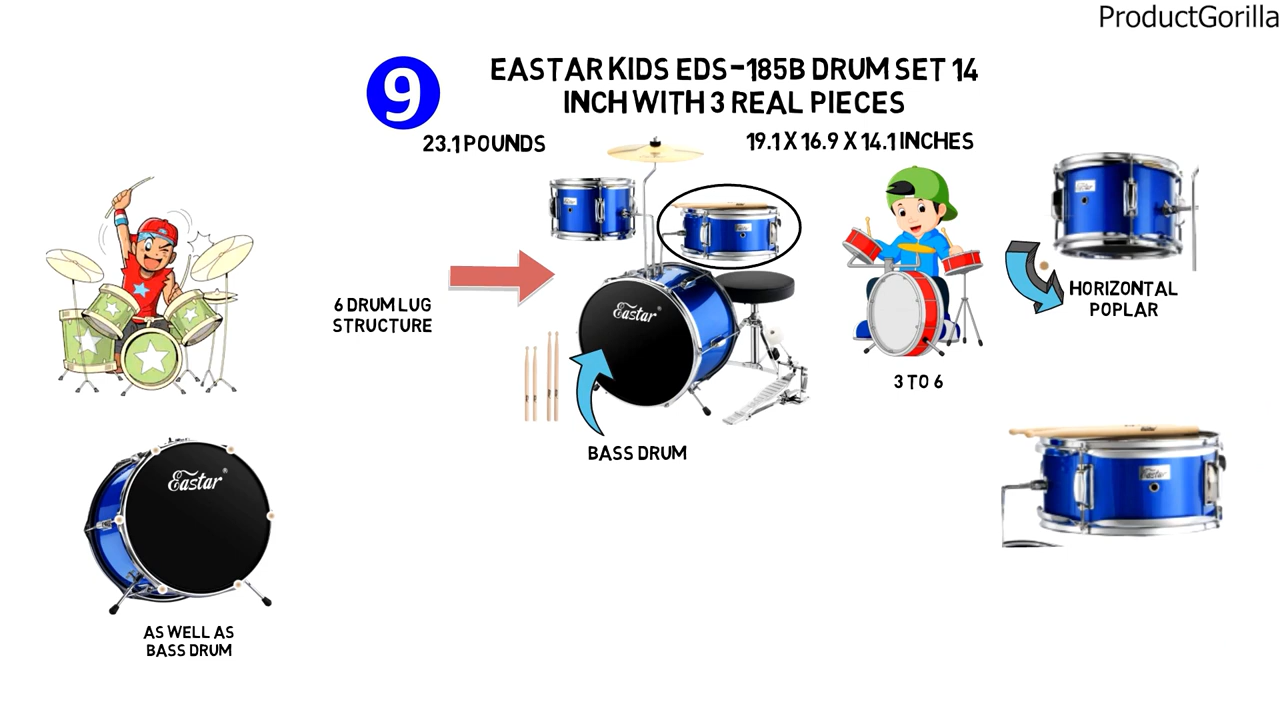 ProductGorilla
9
EASTAR KIDS EDS-185B DRUM SET 14
INCH WITH 3 REAL PIECES
23.1 POUNDS
19.1 X 16.9 X 14.1 INCHES
6 DRUM LUG
STRUCTURE
Eastar
HORIZONTAL
POPLAR
3 TO 6
BASS DRUM
Eastar
AS WELL AS
BASS DRUM
Eastar
Eastar